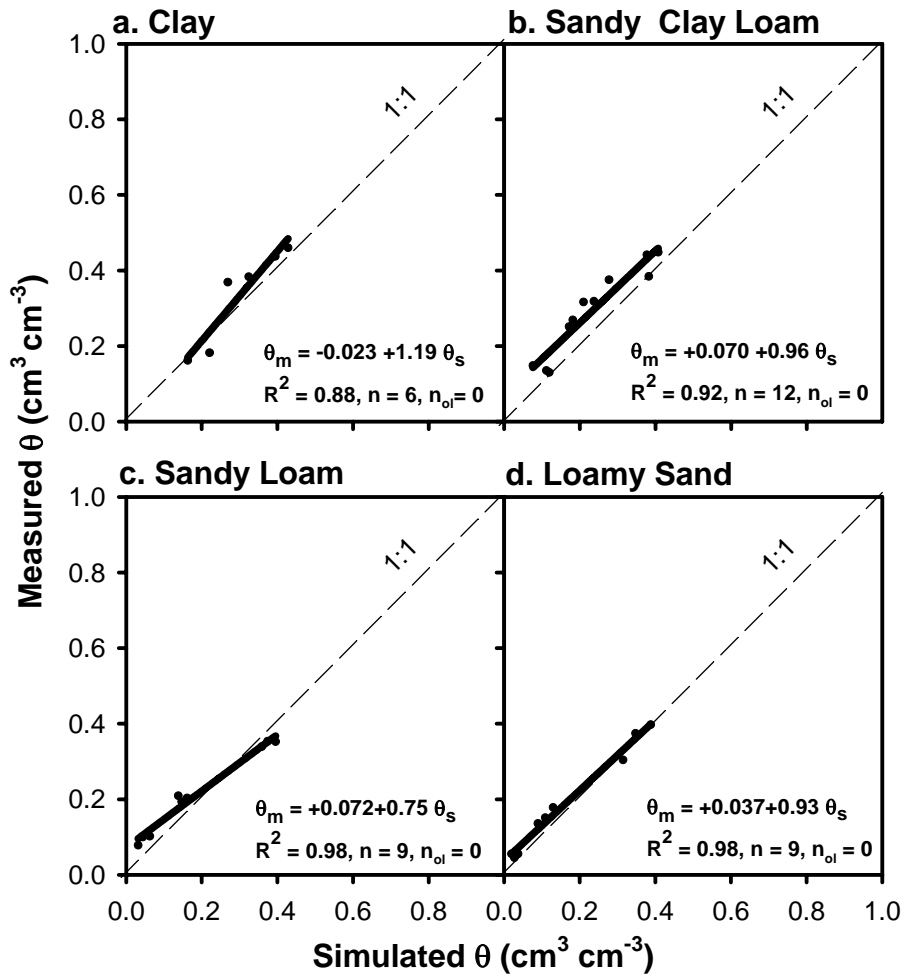 a. Clay
b. Sandy Clay Loam
1.0
0.8
0.6
0.4
0.2
0.0
1:1
1:1
θm = -0.023 +1.19 θs
R² = 0.88, n = 6, nol= 0
θm = +0.070 +0.96 θs
R² = 0.92, n = 12, nol = 0
Measured θ (cm³ cm⁻³)
c. Sandy Loam
d. Loamy Sand
1.0
0.8
0.6
0.4
0.2
0.0
1:1
1:1
θm = +0.072+0.75 θs
R² = 0.98, n = 9, nol = 0
θm = +0.037+0.93 θs
R² = 0.98, n = 9, nol = 0
0.0 0.2 0.4 0.6 0.8 0.0 0.2 0.4 0.6 0.8 1.0
Simulated θ (cm³ cm⁻³)